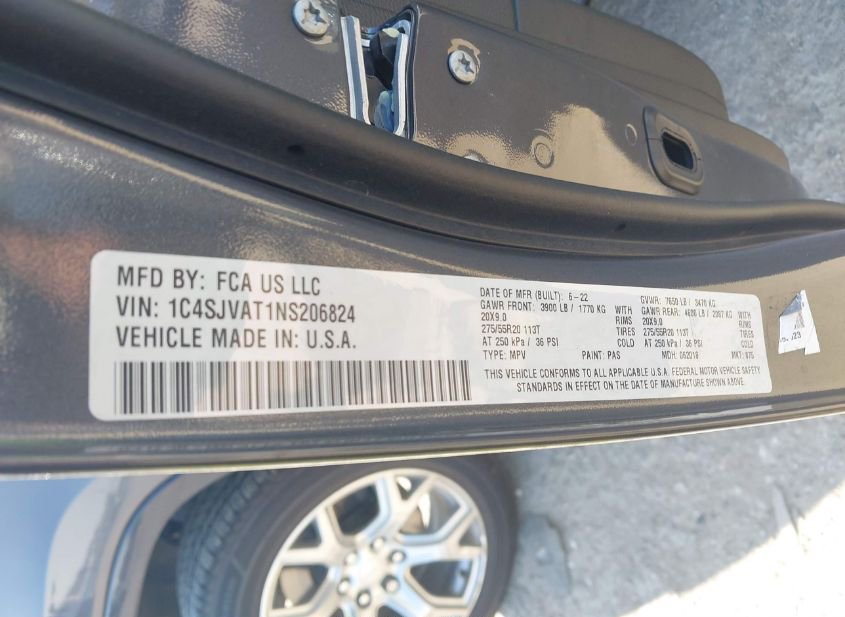 MFD BY: FCA US LLC
VIN: 1C4SJVAT1NS206824
VEHICLE MADE IN: U.S.A.
DATE OF MFR (BUILT): 6-22 GVWR: 7650 LB / 3470 KG
GAWR FRONT: 3900 LB / 1770 KG WITH GAWR REAR: LB / KG WITH
20X9.0 RIMS 20X9.0 RIMS
275/55R20 113T TIRES 275/55R20 113T TIRES
AT 250 kPa / 36 PSI COLD AT 250 kPa / 36 PSI COLD
TYPE: MPV PAINT: PAS MDH: MKT:
THIS VEHICLE CONFORMS TO ALL APPLICABLE U.S.A. FEDERAL MOTOR VEHICLE SAFETY
STANDARDS IN EFFECT ON THE DATE OF MANUFACTURE SHOWN ABOVE.